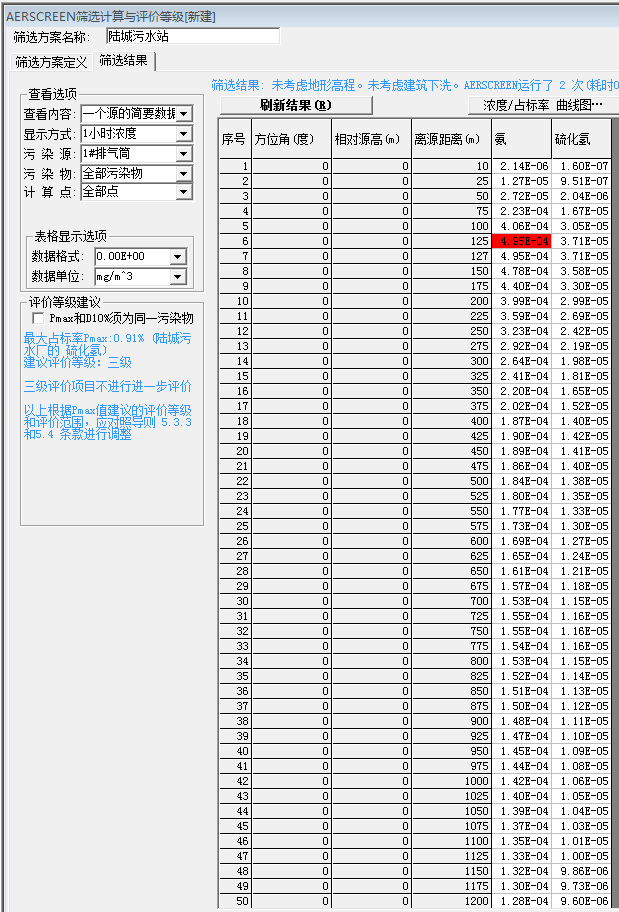 AERSCREEN筛选计算与评价等级[新建]
筛选方案名称: 陆城污水站
筛选方案定义 筛选结果
筛选结果: 未考虑地形高程。未考虑建筑下洗。AERSCREEN运行了 2 次(耗时0
刷新结果(R) 浓度/占标率 曲线图…
查看选项
查看内容: 一个源的简要数据
显示方式: 1小时浓度
污 染 源: 1#排气筒
污 染 物: 全部污染物
计 算 点: 全部点
表格显示选项
数据格式: 0.00E+00
数据单位: mg/m^3
评价等级建议
Pmax和D10%须为同一污染物
最大占标率Pmax:0.91% (陆城污
水厂的 硫化氢)
建议评价等级: 三级
三级评价项目不进行进一步评价
以上根据Pmax值建议的评价等级
和评价范围, 应对照导则 5.3.3
和5.4 条款进行调整
序号 方位角(度) 相对源高(m) 离源距离(m) 氨 硫化氢
1 0 0 10 2.14E-06 1.60E-07
2 0 0 25 1.27E-05 9.51E-07
3 0 0 50 2.72E-05 2.04E-06
4 0 0 75 2.23E-04 1.67E-05
5 0 0 100 4.06E-04 3.05E-05
6 0 0 125 4.95E-04 3.71E-05
7 0 0 127 4.95E-04 3.71E-05
8 0 0 150 4.78E-04 3.58E-05
9 0 0 175 4.40E-04 3.30E-05
10 0 0 200 3.99E-04 2.99E-05
11 0 0 225 3.59E-04 2.69E-05
12 0 0 250 3.23E-04 2.42E-05
13 0 0 275 2.92E-04 2.19E-05
14 0 0 300 2.64E-04 1.98E-05
15 0 0 325 2.41E-04 1.81E-05
16 0 0 350 2.20E-04 1.65E-05
17 0 0 375 2.02E-04 1.52E-05
18 0 0 400 1.87E-04 1.40E-05
19 0 0 425 1.90E-04 1.42E-05
20 0 0 450 1.89E-04 1.41E-05
21 0 0 475 1.86E-04 1.40E-05
22 0 0 500 1.84E-04 1.38E-05
23 0 0 525 1.80E-04 1.35E-05
24 0 0 550 1.77E-04 1.33E-05
25 0 0 575 1.73E-04 1.30E-05
26 0 0 600 1.69E-04 1.27E-05
27 0 0 625 1.65E-04 1.24E-05
28 0 0 650 1.61E-04 1.21E-05
29 0 0 675 1.57E-04 1.18E-05
30 0 0 700 1.53E-04 1.15E-05
31 0 0 725 1.55E-04 1.16E-05
32 0 0 750 1.55E-04 1.16E-05
33 0 0 775 1.54E-04 1.16E-05
34 0 0 800 1.53E-04 1.15E-05
35 0 0 825 1.52E-04 1.14E-05
36 0 0 850 1.51E-04 1.13E-05
37 0 0 875 1.50E-04 1.12E-05
38 0 0 900 1.48E-04 1.11E-05
39 0 0 925 1.47E-04 1.10E-05
40 0 0 950 1.45E-04 1.09E-05
41 0 0 975 1.44E-04 1.08E-05
42 0 0 1000 1.42E-04 1.06E-05
43 0 0 1025 1.40E-04 1.05E-05
44 0 0 1050 1.39E-04 1.04E-05
45 0 0 1075 1.37E-04 1.03E-05
46 0 0 1100 1.35E-04 1.01E-05
47 0 0 1125 1.33E-04 1.00E-05
48 0 0 1150 1.32E-04 9.86E-06
49 0 0 1175 1.30E-04 9.73E-06
50 0 0 1200 1.28E-04 9.60E-06